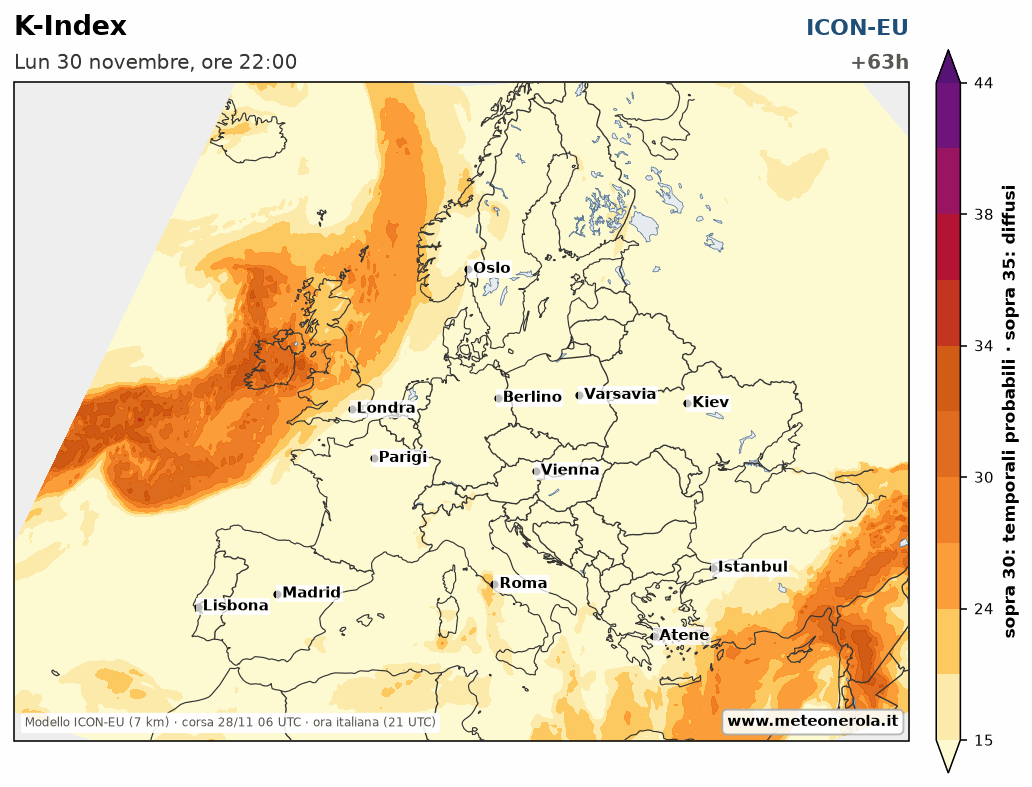 K-Index
ICON-EU
Lun 30 novembre, ore 22:00
+63h
44
38
34
30
24
15
sopra 30: temporali probabili · sopra 35: diffusi
Oslo
Berlino
Varsavia
Kiev
Londra
Parigi
Vienna
Istanbul
Roma
Madrid
Lisbona
Atene
Modello ICON-EU (7 km) · corsa 28/11 06 UTC · ora italiana (21 UTC)
www.meteonerola.it